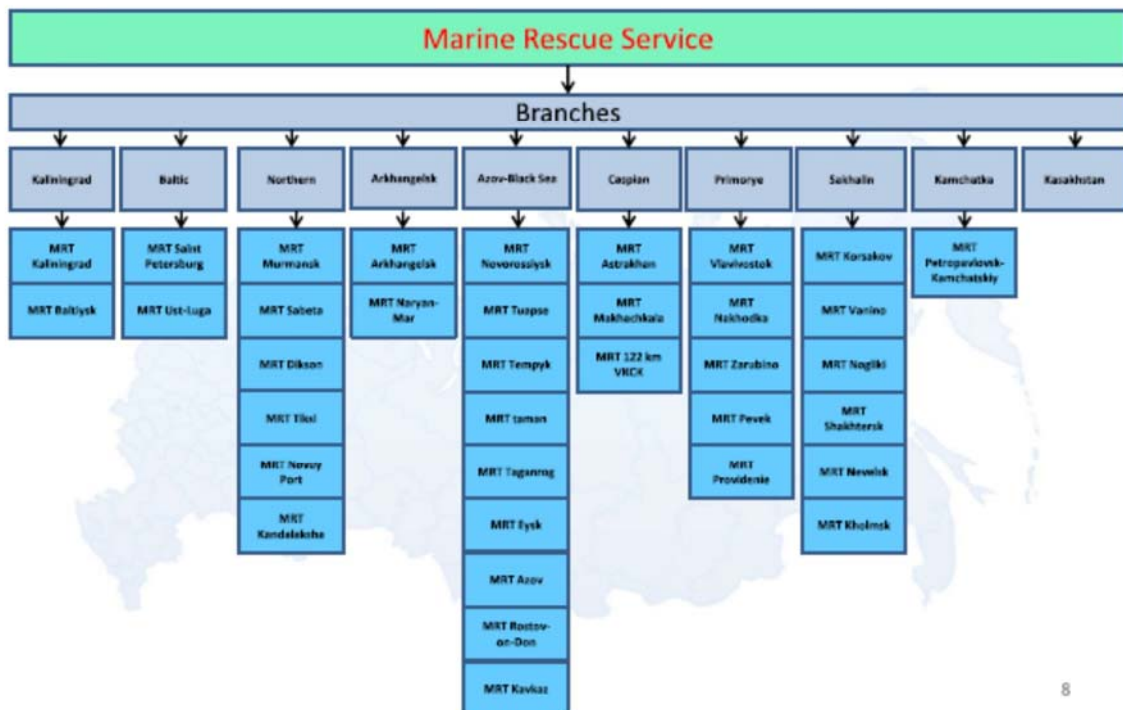 Marine Rescue Service
Branches
Kaliningrad
Baltic
Northern
Arkhangelsk
Azov-Black Sea
Caspian
Primorye
Sakhalin
Kamchatka
Kasakhstan
MRT
Kaliningrad
MRT Baltiysk
MRT Saint
Petersburg
MRT Ust-Luga
MRT
Murmansk
MRT Sabeta
MRT Dikson
MRT Tiksi
MRT Novuy
Port
MRT
Kandalaksha
MRT
Arkhangelsk
MRT Naryan-
Mar
MRT
Novorossiysk
MRT Tuapse
MRT Tempyk
MRT taman
MRT Taganrog
MRT Eysk
MRT Azov
MRT Rostov-
on-Don
MRT Kavkaz
MRT
Astrakhan
MRT
Makhachkala
MRT 122 km
VKCK
MRT
Vlavivostok
MRT
Nakhodka
MRT Zarubino
MRT Pevek
MRT
Providenie
MRT Korsakov
MRT Vanino
MRT Nogliki
MRT
Shakhtersk
MRT Nevelsk
MRT Kholmsk
MRT
Petropavlovsk-
Kamchatskiy
8